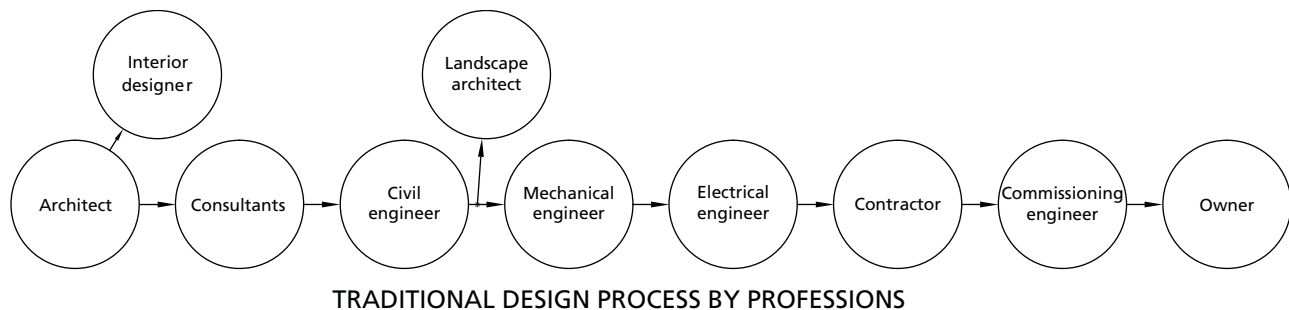 Interior
designer
Landscape
architect
Architect
Consultants
Civil
engineer
Mechanical
engineer
Electrical
engineer
Contractor
Commissioning
engineer
Owner
TRADITIONAL DESIGN PROCESS BY PROFESSIONS